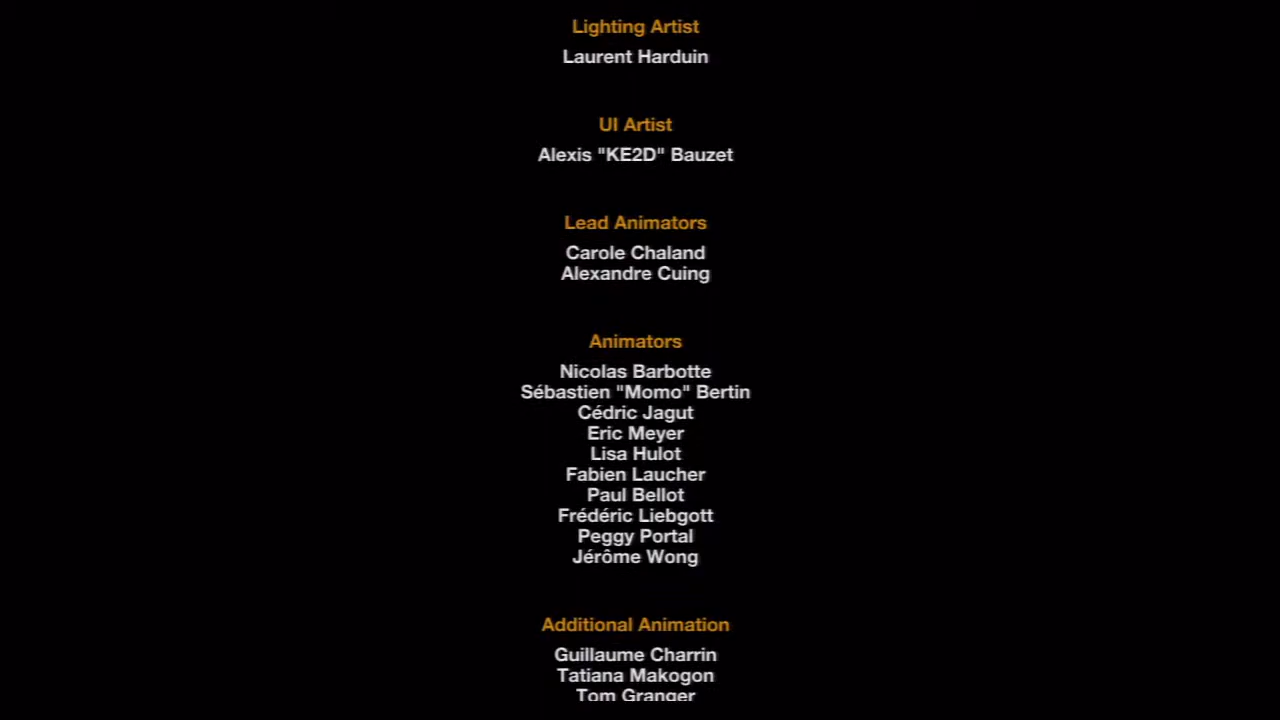 Lighting Artist
Laurent Harduin
UI Artist
Alexis "KE2D" Bauzet
Lead Animators
Carole Chaland
Alexandre Cuing
Animators
Nicolas Barbotte
Sébastien "Momo" Bertin
Cédric Jagut
Eric Meyer
Lisa Hulot
Fabien Laucher
Paul Bellot
Frédéric Liebgott
Peggy Portal
Jérôme Wong
Additional Animation
Guillaume Charrin
Tatiana Makogon
Tom Granger